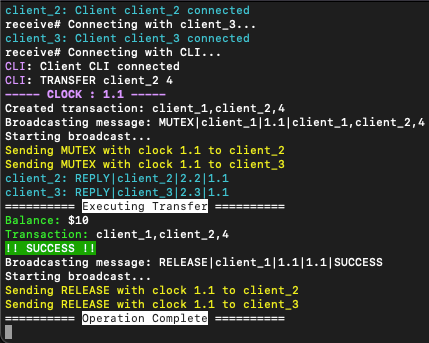 client_2: Client client_2 connected
receive# Connecting with client_3...
client_3: Client client_3 connected
receive# Connecting with CLI...
CLI: Client CLI connected
CLI: TRANSFER client_2 4
----- CLOCK : 1.1 -----
Created transaction: client_1,client_2,4
Broadcasting message: MUTEX|client_1|1.1|client_1,client_2,4
Starting broadcast...
Sending MUTEX with clock 1.1 to client_2
Sending MUTEX with clock 1.1 to client_3
client_2: REPLY|client_2|2.2|1.1
client_3: REPLY|client_3|2.3|1.1
========== Executing Transfer ==========
Balance: $10
Transaction: client_1,client_2,4
!! SUCCESS !!
Broadcasting message: RELEASE|client_1|1.1|1.1|SUCCESS
Starting broadcast...
Sending RELEASE with clock 1.1 to client_2
Sending RELEASE with clock 1.1 to client_3
========== Operation Complete ==========